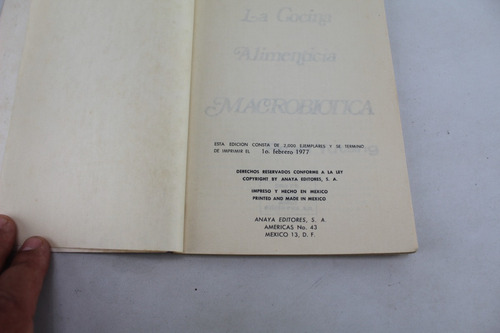 La Cocina
Alimenticia
MACROBIOTICA
ESTA EDICION CONSTA DE 2,000 EJEMPLARES Y SE TERMINO
DE IMPRIMIR EL 1o. febrero 1977
DERECHOS RESERVADOS CONFORME A LA LEY
COPYRIGHT BY ANAYA EDITORES, S. A.
IMPRESO Y HECHO EN MEXICO
PRINTED AND MADE IN MEXICO
ANAYA EDITORES, S. A.
AMERICAS No. 43
MEXICO 13, D. F.